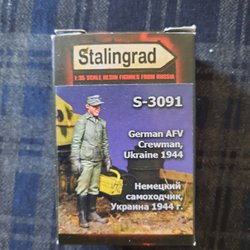 Stalingrad
1:35 SCALE RESIN FIGURES FROM RUSSIA
S-3091
German AFV
Crewman,
Ukraine 1944
Немецкий
самоходчик,
Украина 1944 г.